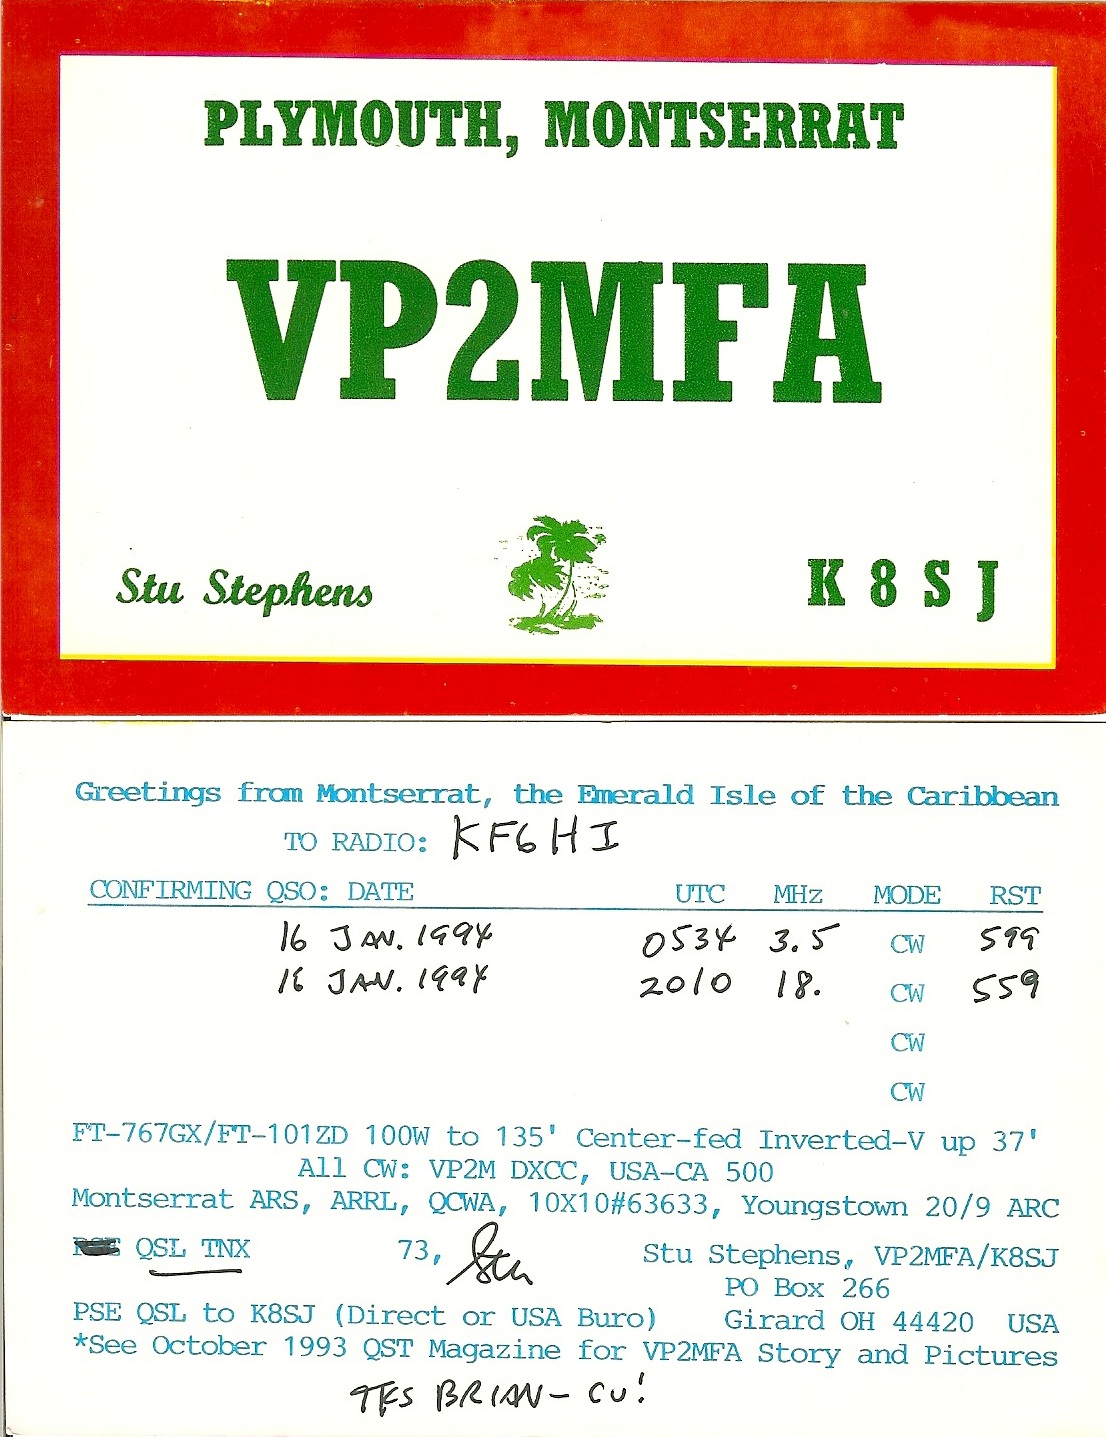 PLYMOUTH, MONTSERRAT
VP2MFA
Stu Stephens K8SJ
Greetings from Montserrat, the Emerald Isle of the Caribbean
TO RADIO: KF6HI
CONFIRMING QSO: DATE UTC MHz MODE RST
16 JAN. 1994 0534 3.5 CW 599
16 JAN. 1994 2010 18. CW 559
CW
CW
FT-767GX/FT-101ZD 100W to 135' Center-fed Inverted-V up 37'
All CW: VP2M DXCC, USA-CA 500
Montserrat ARS, ARRL, QCWA, 10X10#63633, Youngstown 20/9 ARC
PSE QSL TNX 73, Stu Stu Stephens, VP2MFA/K8SJ
PO Box 266
PSE QSL to K8SJ (Direct or USA Buro) Girard OH 44420 USA
*See October 1993 QST Magazine for VP2MFA Story and Pictures
TKS BRIAN - CU!